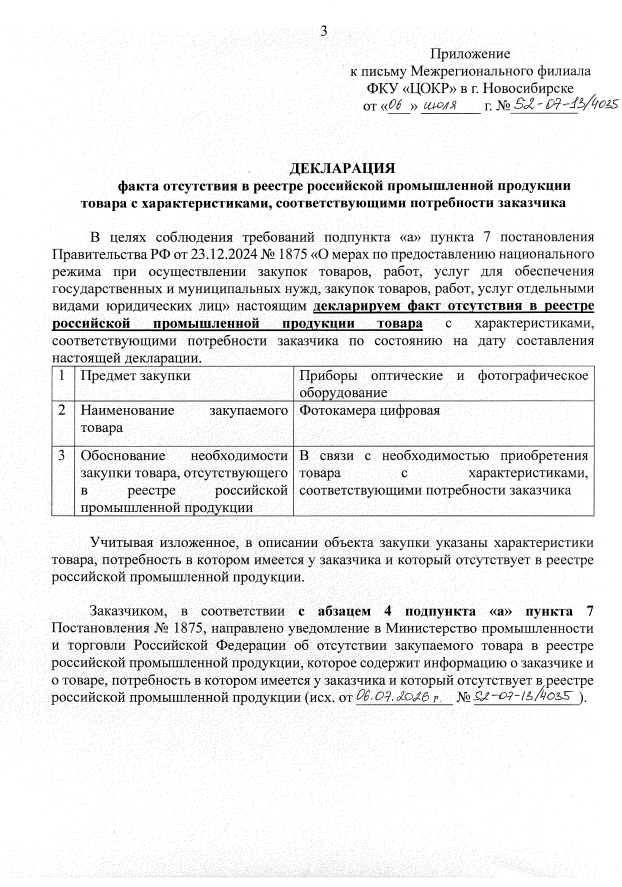 3
Приложение
к письму Межрегионального филиала
ФКУ «ЦОКР» в г. Новосибирске
от «06» июля г. № 52-07-13/4035
ДЕКЛАРАЦИЯ
факта отсутствия в реестре российской промышленной продукции
товара с характеристиками, соответствующими потребности заказчика
В целях соблюдения требований подпункта «а» пункта 7 постановления
Правительства РФ от 23.12.2024 № 1875 «О мерах по предоставлению национального
режима при осуществлении закупок товаров, работ, услуг для обеспечения
государственных и муниципальных нужд, закупок товаров, работ, услуг отдельными
видами юридических лиц» настоящим декларируем факт отсутствия в реестре
российской промышленной продукции товара с характеристиками,
соответствующими потребности заказчика по состоянию на дату составления
настоящей декларации.
1 Предмет закупки Приборы оптические и фотографическое
оборудование
2 Наименование закупаемого Фотокамера цифровая
товара
3 Обоснование необходимости В связи с необходимостью приобретения
закупки товара, отсутствующего товара с характеристиками,
в реестре российской соответствующими потребности заказчика
промышленной продукции
Учитывая изложенное, в описании объекта закупки указаны характеристики
товара, потребность в котором имеется у заказчика и который отсутствует в реестре
российской промышленной продукции.
Заказчиком, в соответствии с абзацем 4 подпункта «а» пункта 7
Постановления № 1875, направлено уведомление в Министерство промышленности
и торговли Российской Федерации об отсутствии закупаемого товара в реестре
российской промышленной продукции, которое содержит информацию о заказчике и
о товаре, потребность в котором имеется у заказчика и который отсутствует в реестре
российской промышленной продукции (исх. от 06.07.2026 г. № 52-07-13/4035).